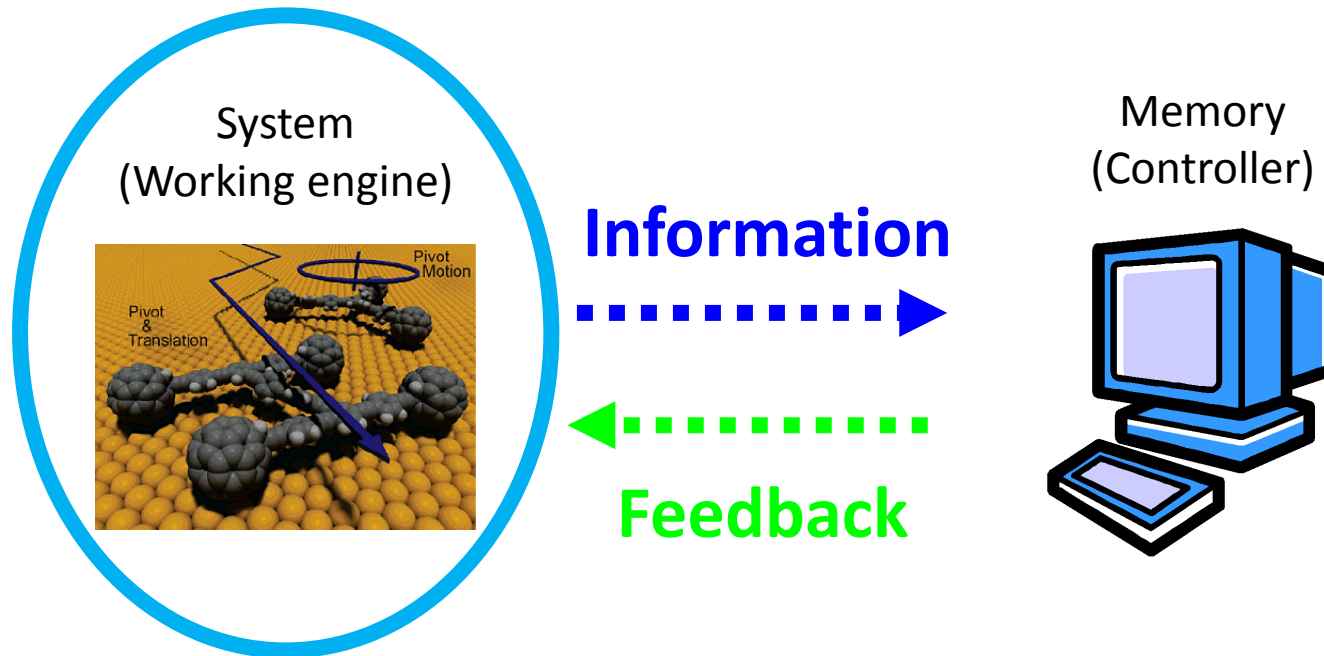 System
(Working engine)
Pivot
Motion
Pivot
&
Translation
Information
Feedback
Memory
(Controller)